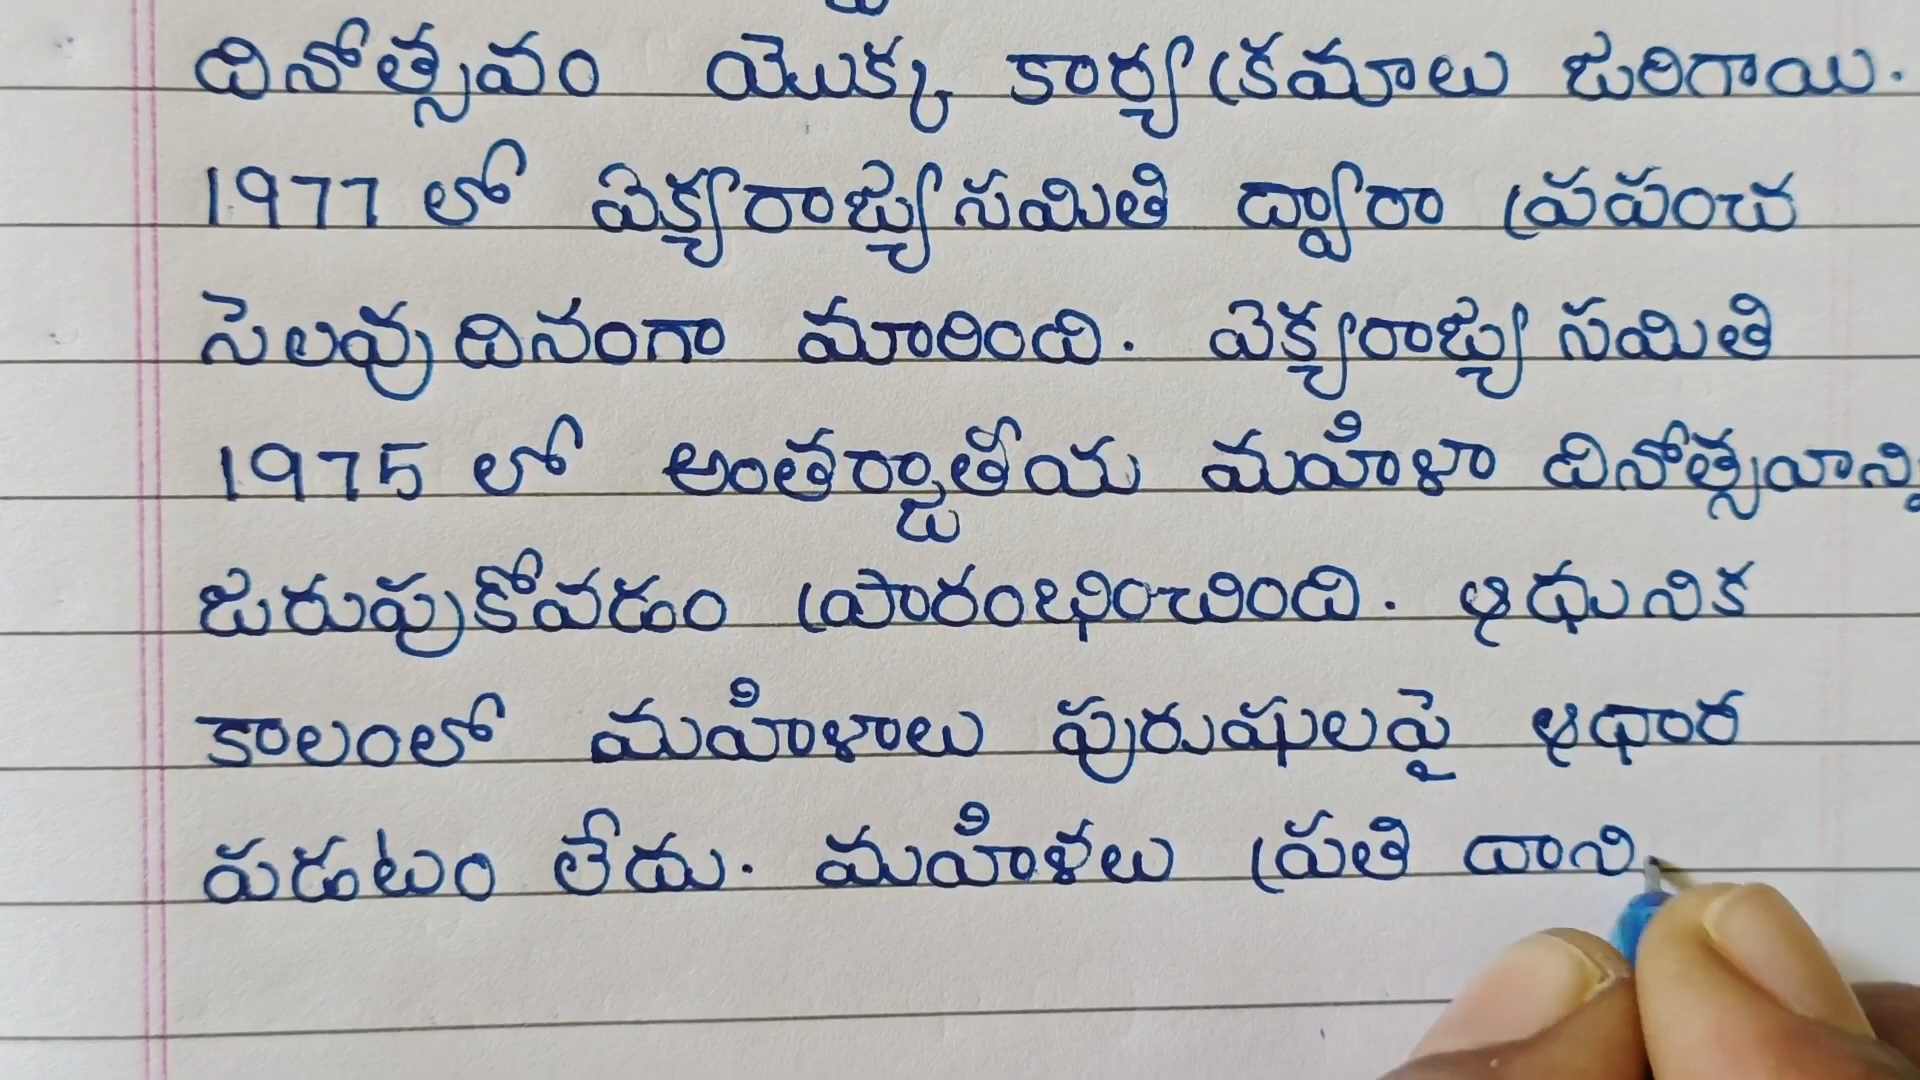 దినోత్సవం యొక్క కార్యక్రమాలు జరిగాయి.
1977 లో ఐక్యరాజ్యసమితి ద్వారా ప్రపంచ
సెలవు దినంగా మారింది. ఐక్యరాజ్య సమితి
1975 లో అంతర్జాతీయ మహిళా దినోత్సవాన్ని
జరుపుకోవడం ప్రారంభించింది. ఆధునిక
కాలంలో మహిళాలు పురుషులపై ఆధార
పడటం లేదు. మహిళలు ప్రతి దాని